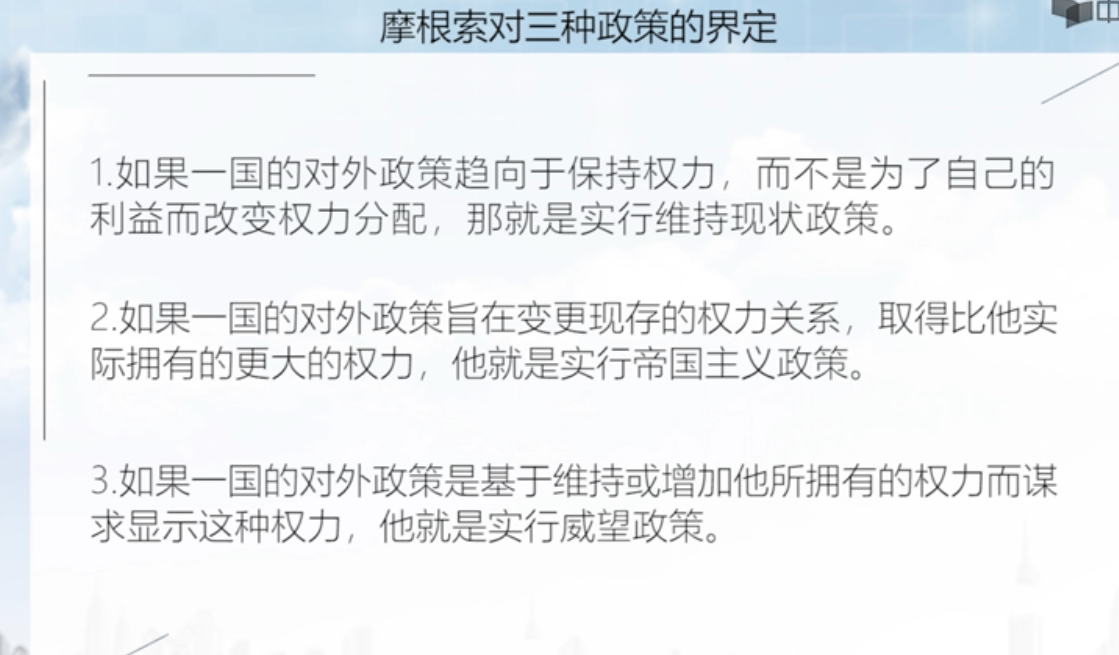 摩根索对三种政策的界定
1.如果一国的对外政策趋向于保持权力，而不是为了自己的
利益而改变权力分配，那就是实行维持现状政策。
2.如果一国的对外政策旨在变更现存的权力关系，取得比他实
际拥有的更大的权力，他就是实行帝国主义政策。
3.如果一国的对外政策是基于维持或增加他所拥有的权力而谋
求显示这种权力，他就是实行威望政策。